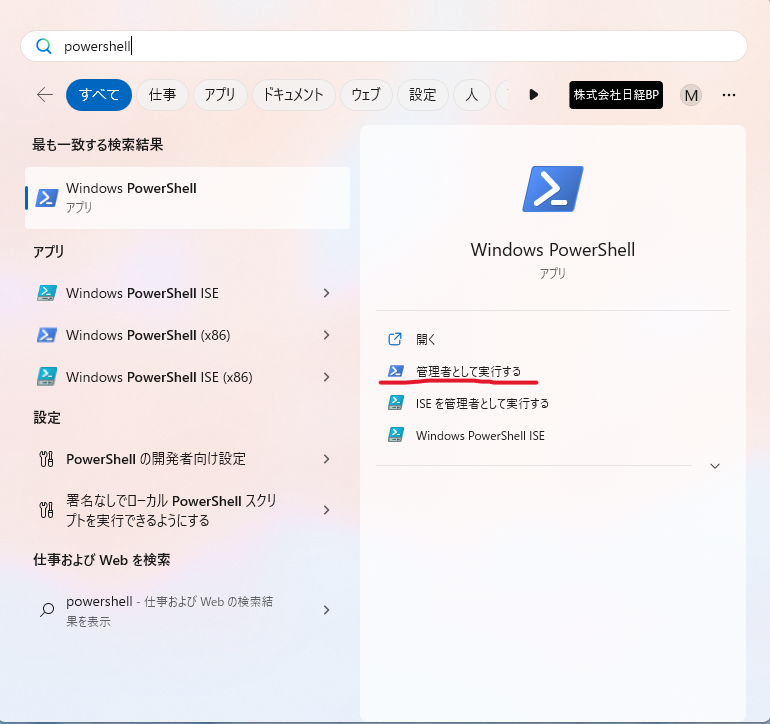 powershell
すべて
仕事
アプリ
ドキュメント
ウェブ
設定
人
株式会社日経BP
M
最も一致する検索結果
Windows PowerShell
アプリ
アプリ
Windows PowerShell ISE
Windows PowerShell (x86)
Windows PowerShell ISE (x86)
設定
PowerShell の開発者向け設定
署名なしでローカル PowerShell スクリ
プトを実行できるようにする
仕事および Web を検索
powershell - 仕事および Web の検索結
果を表示
Windows PowerShell
アプリ
開く
管理者として実行する
ISE を管理者として実行する
Windows PowerShell ISE